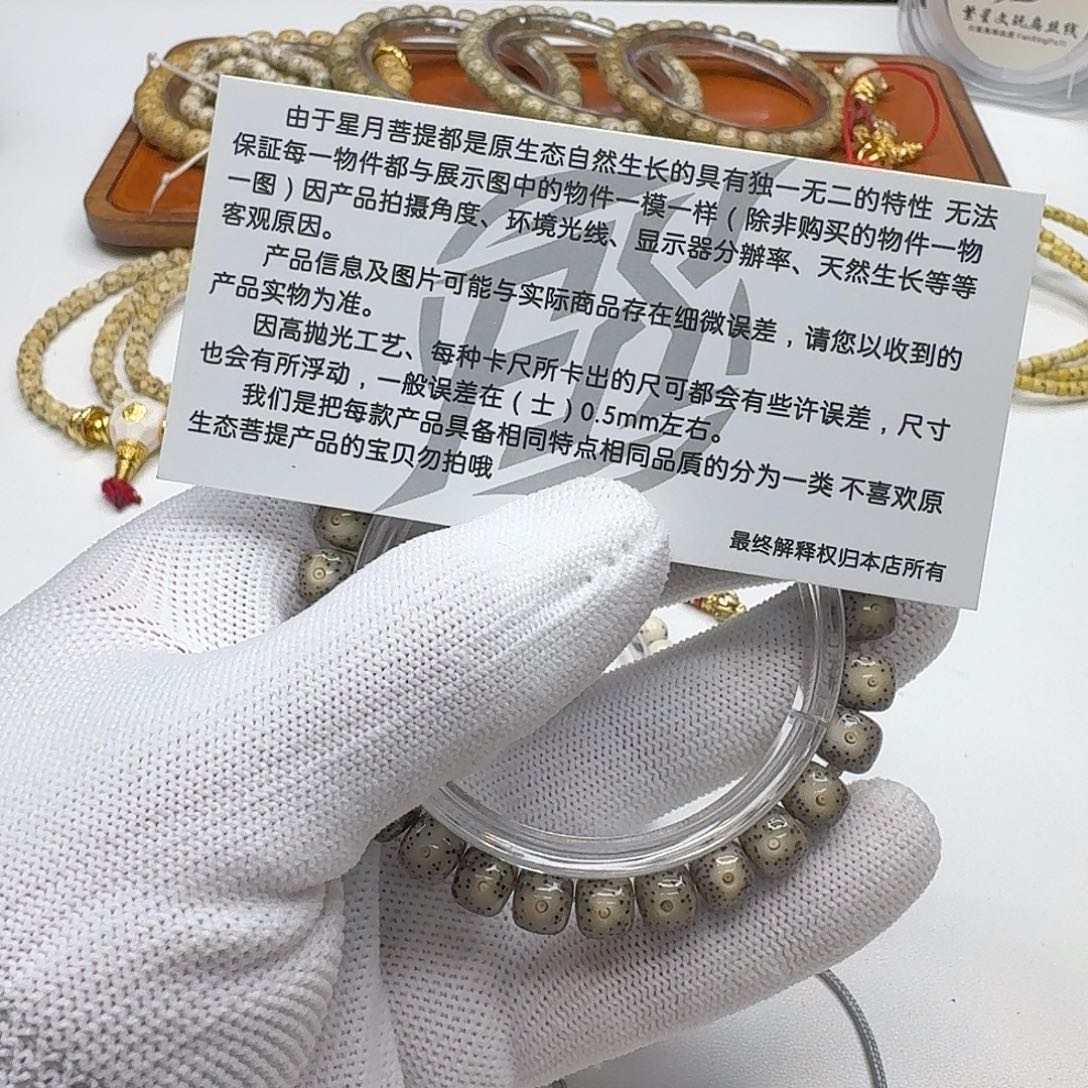 繁星文玩扁丝线
由于星月菩提都是原生态自然生长的具有独一无二的特性 无法
保証每一物件都与展示图中的物件一模一样（除非购买的物件一物
一图）因产品拍摄角度、环境光线、显示器分辦率、天然生长等等
客观原因。
产品信息及图片可能与实际商品存在细微误差，请您以收到的
产品实物为准。
因高抛光工艺、每种卡尺所卡出的尺可都会有些许误差，尺寸
也会有所浮动，一般误差在（士）0.5mm左右。
我们是把每款产品具备相同特点相同品質的分为一类 不喜欢原
生态菩提产品的宝贝勿拍哦
最终解释权归本店所有